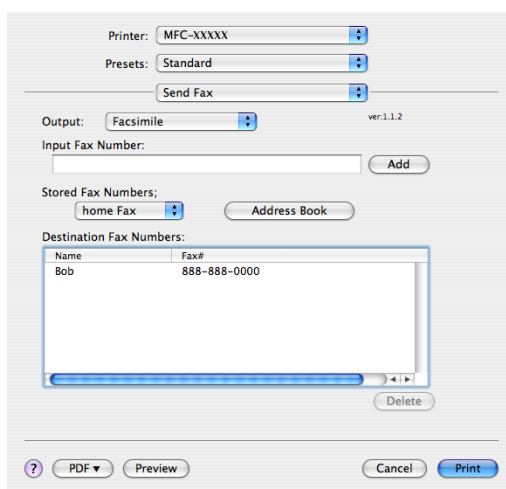 Printer: MFC-XXXXX
Presets: Standard
Send Fax
Output: Facsimile ver:1.1.2
Input Fax Number:
Add
Stored Fax Numbers;
home Fax Address Book
Destination Fax Numbers:
Name Fax#
Bob 888-888-0000
Delete
? PDF▼ Preview Cancel Print